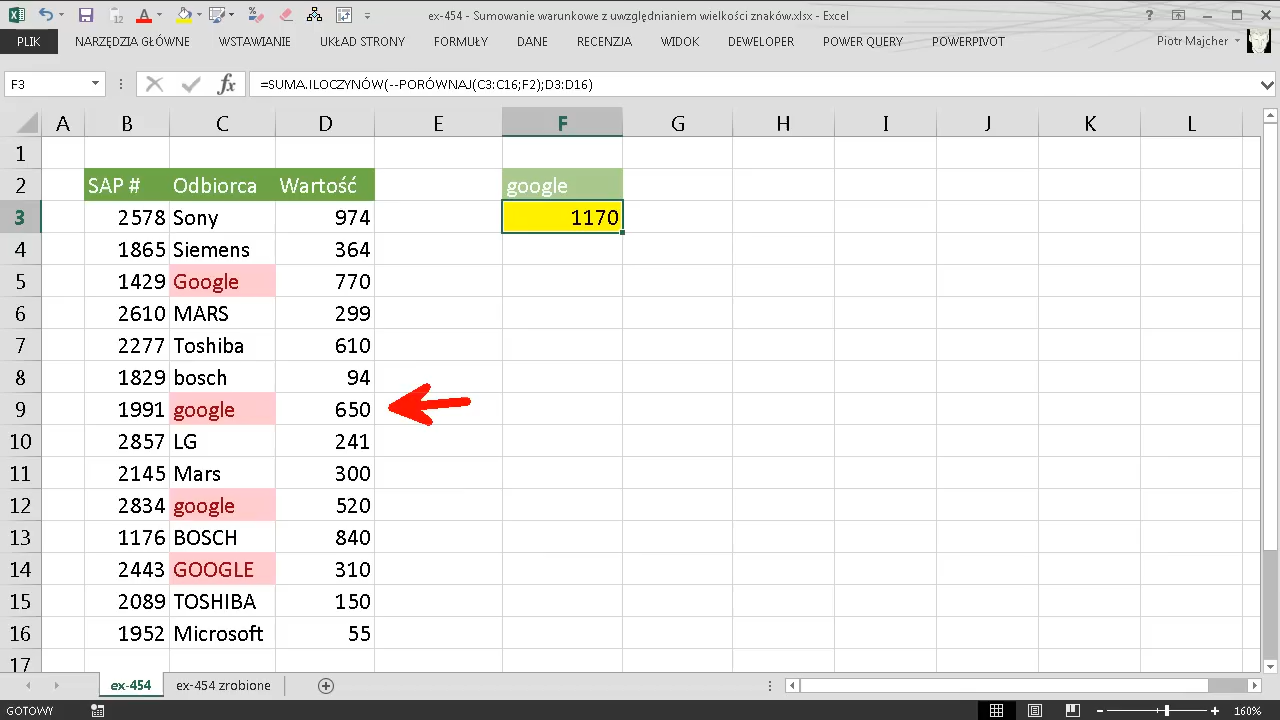 ex-454 - Sumowanie warunkowe z uwzględnianiem wielkości znaków.xlsx - Excel
PLIK NARZĘDZIA GŁÓWNE WSTAWIANIE UKŁAD STRONY FORMUŁY DANE RECENZJA WIDOK DEWELOPER POWER QUERY POWERPIVOT Piotr Majcher
F3 fx =SUMA.ILOCZYNÓW(--PORÓWNAJ(C3:C16;F2);D3:D16)
A B C D E F G H I J K L
1
2 SAP # Odbiorca Wartość google
3 2578 Sony 974 1170
4 1865 Siemens 364
5 1429 Google 770
6 2610 MARS 299
7 2277 Toshiba 610
8 1829 bosch 94
9 1991 google 650
10 2857 LG 241
11 2145 Mars 300
12 2834 google 520
13 1176 BOSCH 840
14 2443 GOOGLE 310
15 2089 TOSHIBA 150
16 1952 Microsoft 55
17
ex-454 ex-454 zrobione
GOTOWY 160%